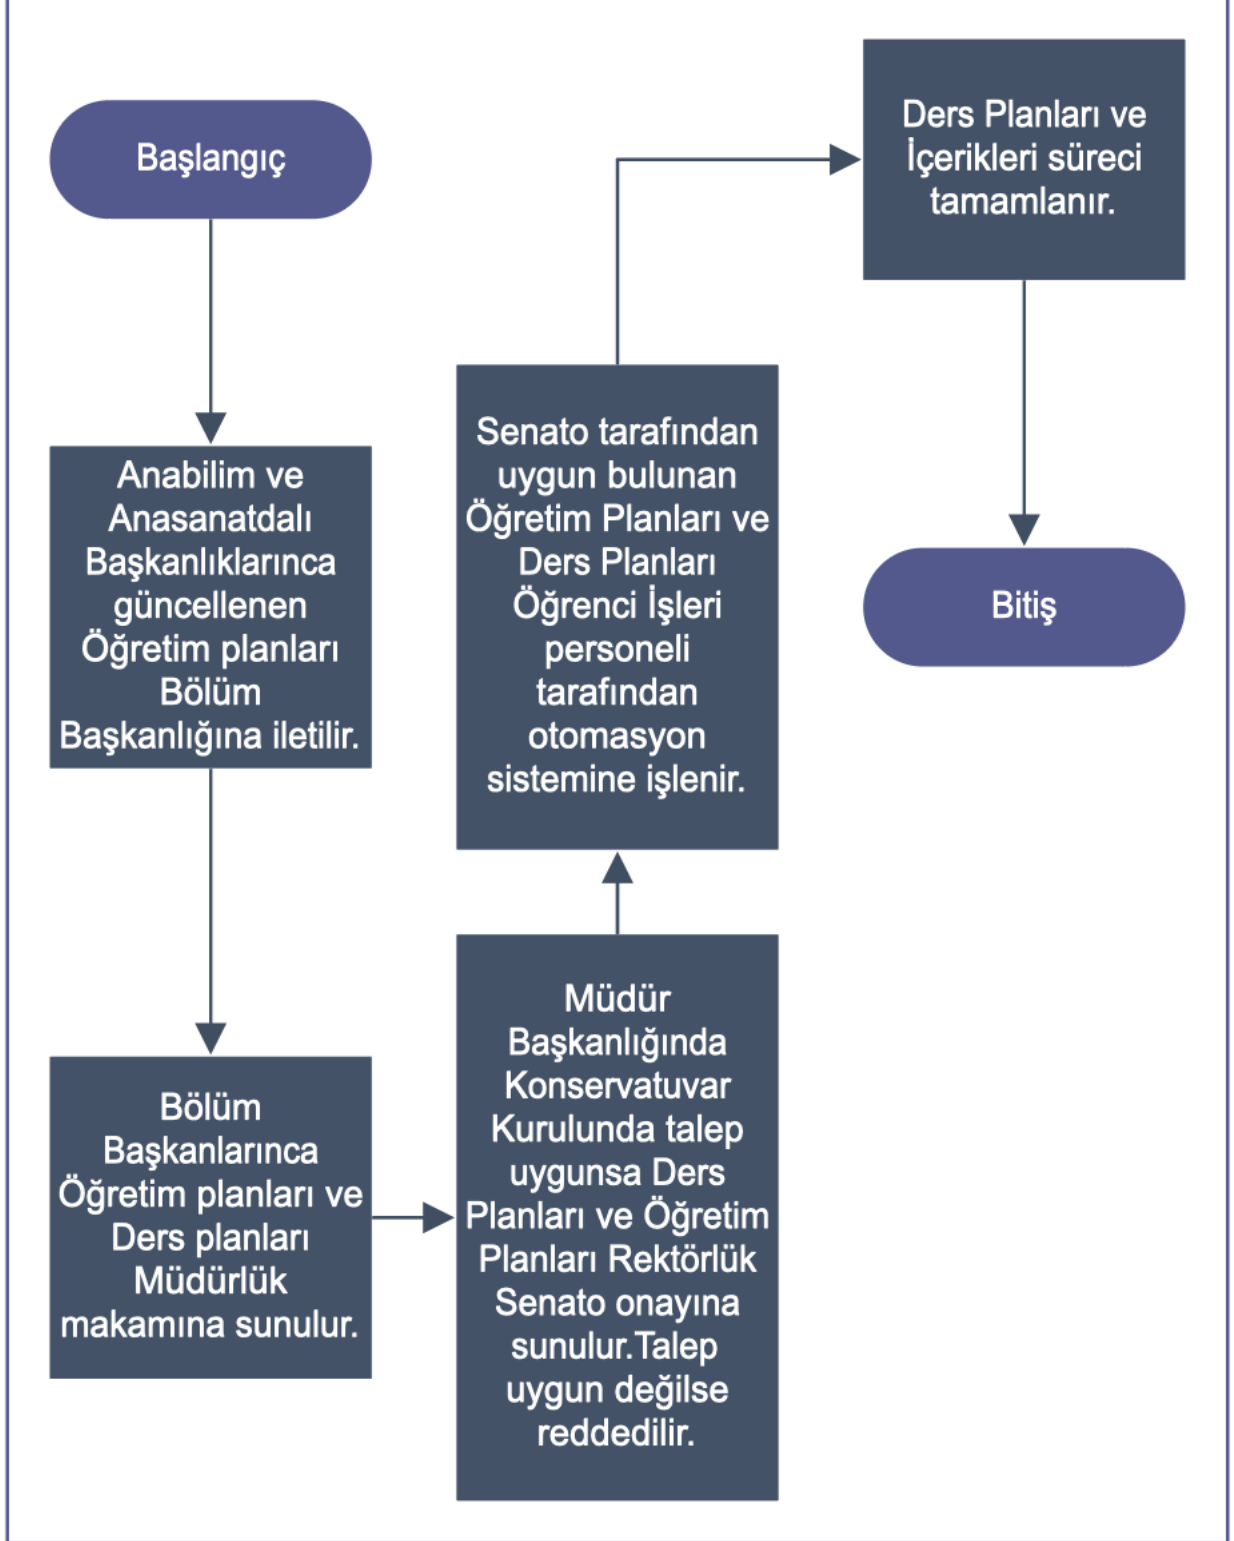 Başlangıç
Anabilim ve
Anasanatdalı
Başkanlıklarınca
güncellenen
Öğretim planları
Bölüm
Başkanlığına iletilir.
Bölüm
Başkanlarınca
Öğretim planları ve
Ders planları
Müdürlük
makamına sunulur.
Müdür
Başkanlığında
Konservatuvar
Kurulunda talep
uygunsa Ders
Planları ve Öğretim
Planları Rektörlük
Senato onayına
sunulur.Talep
uygun değilse
reddedilir.
Senato tarafından
uygun bulunan
Öğretim Planları ve
Ders Planları
Öğrenci İşleri
personeli
tarafından
otomasyon
sistemine işlenir.
Ders Planları ve
İçerikleri süreci
tamamlanır.
Bitiş